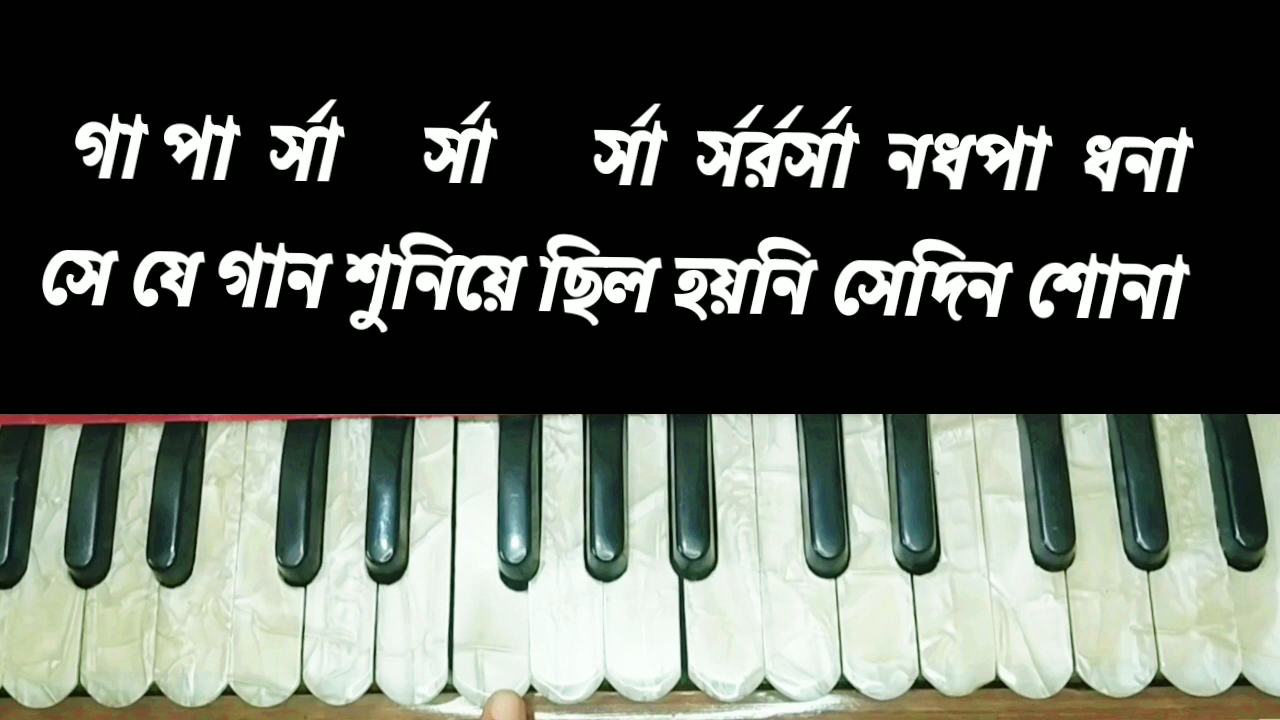 গা পা র্সা র্সা র্সা র্সর্রর্সা নধপা ধনা
সে যে গান শুনিয়ে ছিল হয়নি সেদিন শোনা